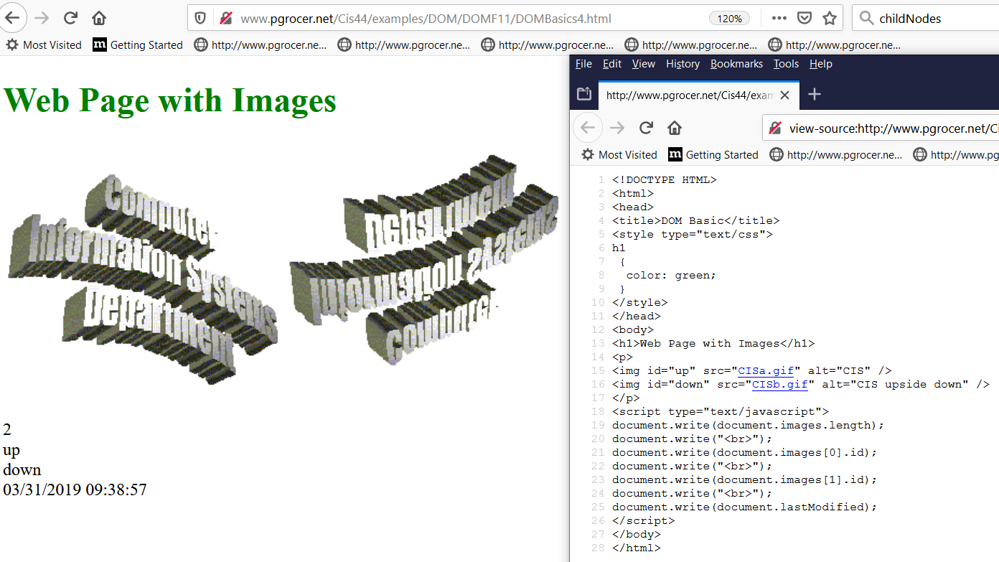 www.pgrocer.net/Cis44/examples/DOM/DOMF11/DOMBasics4.html
120%
childNodes
Most Visited
Getting Started
http://www.pgrocer.ne...
http://www.pgrocer.ne...
http://www.pgrocer.ne...
http://www.pgrocer.ne...
http://www.pgrocer.ne...
Web Page with Images
Computer
Information Systems
Department
Department
Information Systems
Computer
2
up
down
03/31/2019 09:38:57
File Edit View History Bookmarks Tools Help
http://www.pgrocer.net/Cis44/exam
view-source:http://www.pgrocer.net/Ci
Most Visited
Getting Started
http://www.pgrocer.ne...
http://www.pg
1 <!DOCTYPE HTML>
2 <html>
3 <head>
4 <title>DOM Basic</title>
5 <style type="text/css">
6 h1
7 {
8 color: green;
9 }
10 </style>
11 </head>
12 <body>
13 <h1>Web Page with Images</h1>
14 <p>
15 <img id="up" src="CISa.gif" alt="CIS" />
16 <img id="down" src="CISb.gif" alt="CIS upside down" />
17 </p>
18 <script type="text/javascript">
19 document.write(document.images.length);
20 document.write("<br>");
21 document.write(document.images[0].id);
22 document.write("<br>");
23 document.write(document.images[1].id);
24 document.write("<br>");
25 document.write(document.lastModified);
26 </script>
27 </body>
28 </html>